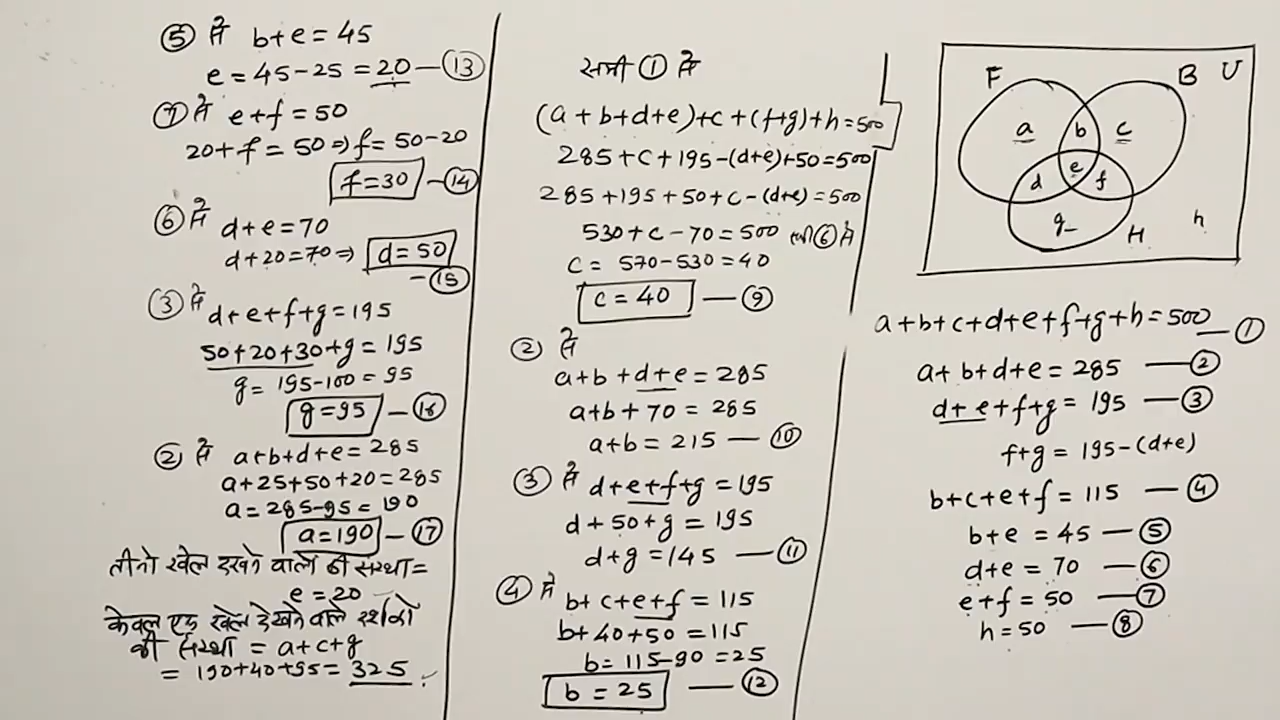 ⑤ से b+e = 45
e = 45-25 = 20 —⑬
⑦ से e+f = 50
20+f = 50 ⇒ f = 50-20
f=30 —⑭
⑥ से d+e = 70
d+20=70 ⇒ d=50
—⑮
③ से d+e+f+g = 195
50+20+30+g = 195
g = 195-100 = 95
g=95 —⑯
② से a+b+d+e = 285
a+25+50+20 = 285
a = 285-95 = 190
a=190 —⑰
तीनो खेल देखने वालों की संख्या =
e = 20
केवल एक खेल देखने वाले दर्शकों
की संख्या = a+c+g
= 190+40+95 = 325
समी ① से
(a+b+d+e)+c+(f+g)+h=500
285+c+195-(d+e)+50=500
285+195+50+c-(d+e)=500
530+c-70=500 समी ⑥ से
c = 570-530=40
c = 40 —⑨
② से
a+b+d+e = 285
a+b+70 = 285
a+b = 215 —⑩
③ से d+e+f+g = 195
d+50+g = 195
d+g = 145 —⑪
④ से b+c+e+f = 115
b+40+50 = 115
b = 115-90 = 25
b = 25 —⑫
F B U
a b c
e
d f
g H h
a+b+c+d+e+f+g+h=500 —①
a+b+d+e = 285 —②
d+e+f+g = 195 —③
f+g = 195-(d+e)
b+c+e+f = 115 —④
b+e = 45 —⑤
d+e = 70 —⑥
e+f = 50 —⑦
h = 50 —⑧